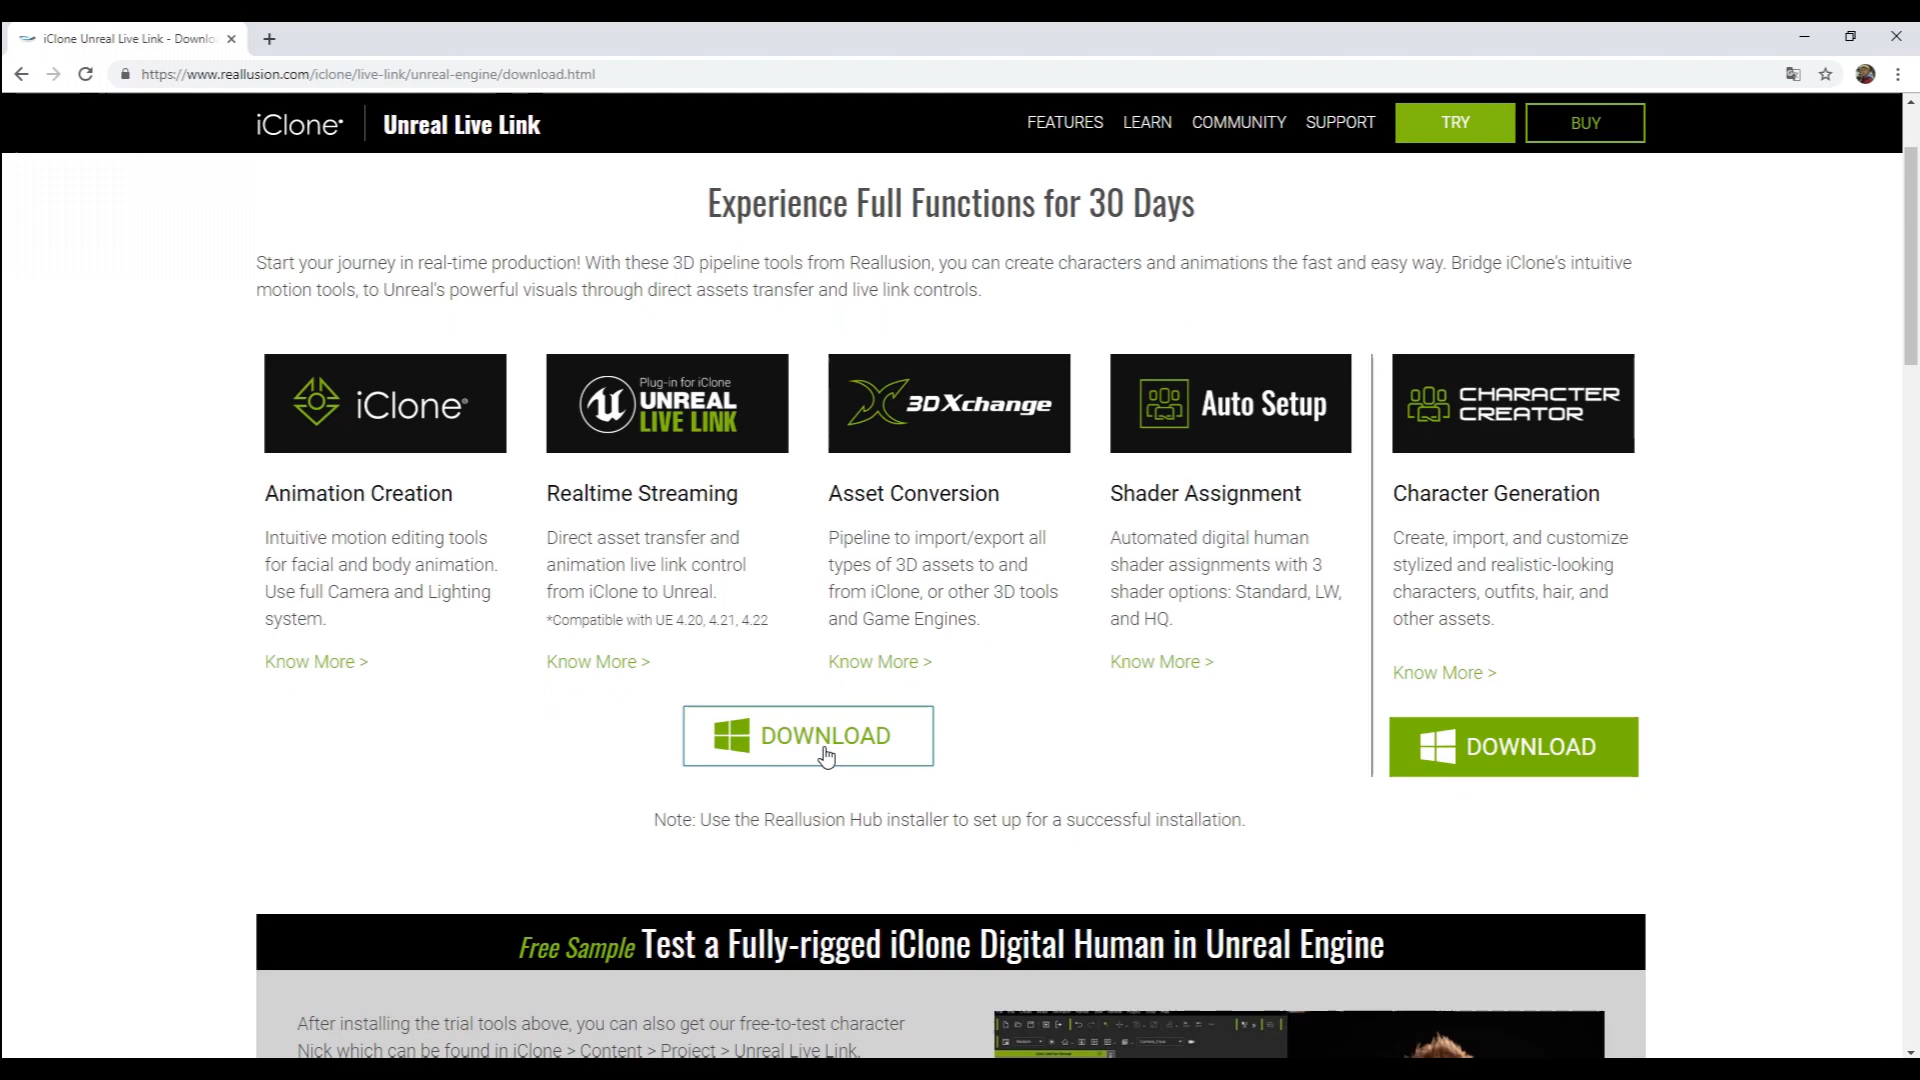 iClone Unreal Live Link - Downlo
https://www.reallusion.com/iclone/live-link/unreal-engine/download.html
iClone
Unreal Live Link
FEATURES
LEARN
COMMUNITY
SUPPORT
TRY
BUY
Experience Full Functions for 30 Days
Start your journey in real-time production! With these 3D pipeline tools from Reallusion, you can create characters and animations the fast and easy way. Bridge iClone's intuitive
motion tools, to Unreal's powerful visuals through direct assets transfer and live link controls.
iClone®
Animation Creation
Intuitive motion editing tools
for facial and body animation.
Use full Camera and Lighting
system.
Know More >
Plug-in for iClone
UNREAL
LIVE LINK
Realtime Streaming
Direct asset transfer and
animation live link control
from iClone to Unreal.
*Compatible with UE 4.20, 4.21, 4.22
Know More >
3DXchange
Asset Conversion
Pipeline to import/export all
types of 3D assets to and
from iClone, or other 3D tools
and Game Engines.
Know More >
Auto Setup
Shader Assignment
Automated digital human
shader assignments with 3
shader options: Standard, LW,
and HQ.
Know More >
DOWNLOAD
CHARACTER
CREATOR
Character Generation
Create, import, and customize
stylized and realistic-looking
characters, outfits, hair, and
other assets.
Know More >
DOWNLOAD
Note: Use the Reallusion Hub installer to set up for a successful installation.
Free Sample Test a Fully-rigged iClone Digital Human in Unreal Engine
After installing the trial tools above, you can also get our free-to-test character
Nick which can be found in iClone > Content > Project > Unreal Live Link.